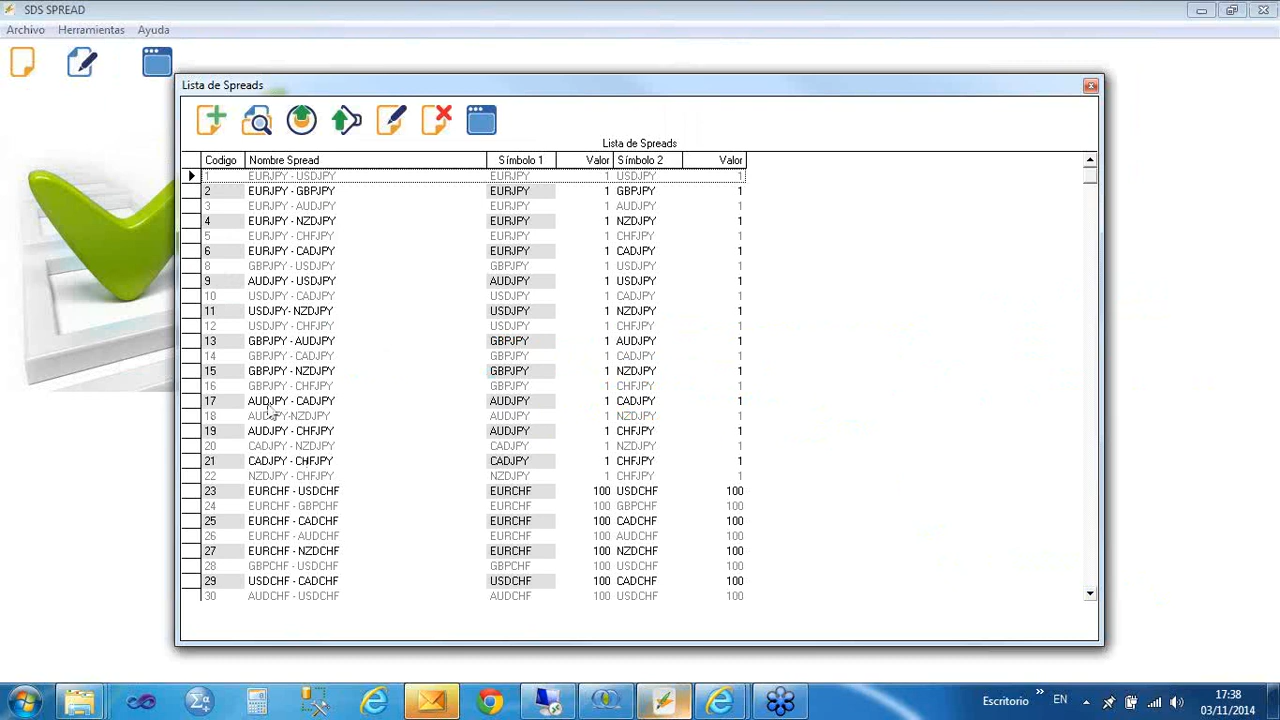 SDS SPREAD
Archivo Herramientas Ayuda
Lista de Spreads
Lista de Spreads
Codigo Nombre Spread Símbolo 1 Valor Símbolo 2 Valor
1 EURJPY - USDJPY EURJPY 1 USDJPY 1
2 EURJPY - GBPJPY EURJPY 1 GBPJPY 1
3 EURJPY - AUDJPY EURJPY 1 AUDJPY 1
4 EURJPY - NZDJPY EURJPY 1 NZDJPY 1
5 EURJPY - CHFJPY EURJPY 1 CHFJPY 1
6 EURJPY - CADJPY EURJPY 1 CADJPY 1
8 GBPJPY - USDJPY GBPJPY 1 USDJPY 1
9 AUDJPY - USDJPY AUDJPY 1 USDJPY 1
10 USDJPY - CADJPY USDJPY 1 CADJPY 1
11 USDJPY- NZDJPY USDJPY 1 NZDJPY 1
12 USDJPY - CHFJPY USDJPY 1 CHFJPY 1
13 GBPJPY - AUDJPY GBPJPY 1 AUDJPY 1
14 GBPJPY - CADJPY GBPJPY 1 CADJPY 1
15 GBPJPY - NZDJPY GBPJPY 1 NZDJPY 1
16 GBPJPY - CHFJPY GBPJPY 1 CHFJPY 1
17 AUDJPY - CADJPY AUDJPY 1 CADJPY 1
18 AUDJPY-NZDJPY AUDJPY 1 NZDJPY 1
19 AUDJPY - CHFJPY AUDJPY 1 CHFJPY 1
20 CADJPY - NZDJPY CADJPY 1 NZDJPY 1
21 CADJPY - CHFJPY CADJPY 1 CHFJPY 1
22 NZDJPY - CHFJPY NZDJPY 1 CHFJPY 1
23 EURCHF - USDCHF EURCHF 100 USDCHF 100
24 EURCHF - GBPCHF EURCHF 100 GBPCHF 100
25 EURCHF - CADCHF EURCHF 100 CADCHF 100
26 EURCHF - AUDCHF EURCHF 100 AUDCHF 100
27 EURCHF - NZDCHF EURCHF 100 NZDCHF 100
28 GBPCHF - USDCHF GBPCHF 100 USDCHF 100
29 USDCHF - CADCHF USDCHF 100 CADCHF 100
30 AUDCHF - USDCHF AUDCHF 100 USDCHF 100
Escritorio » EN 17:38
03/11/2014